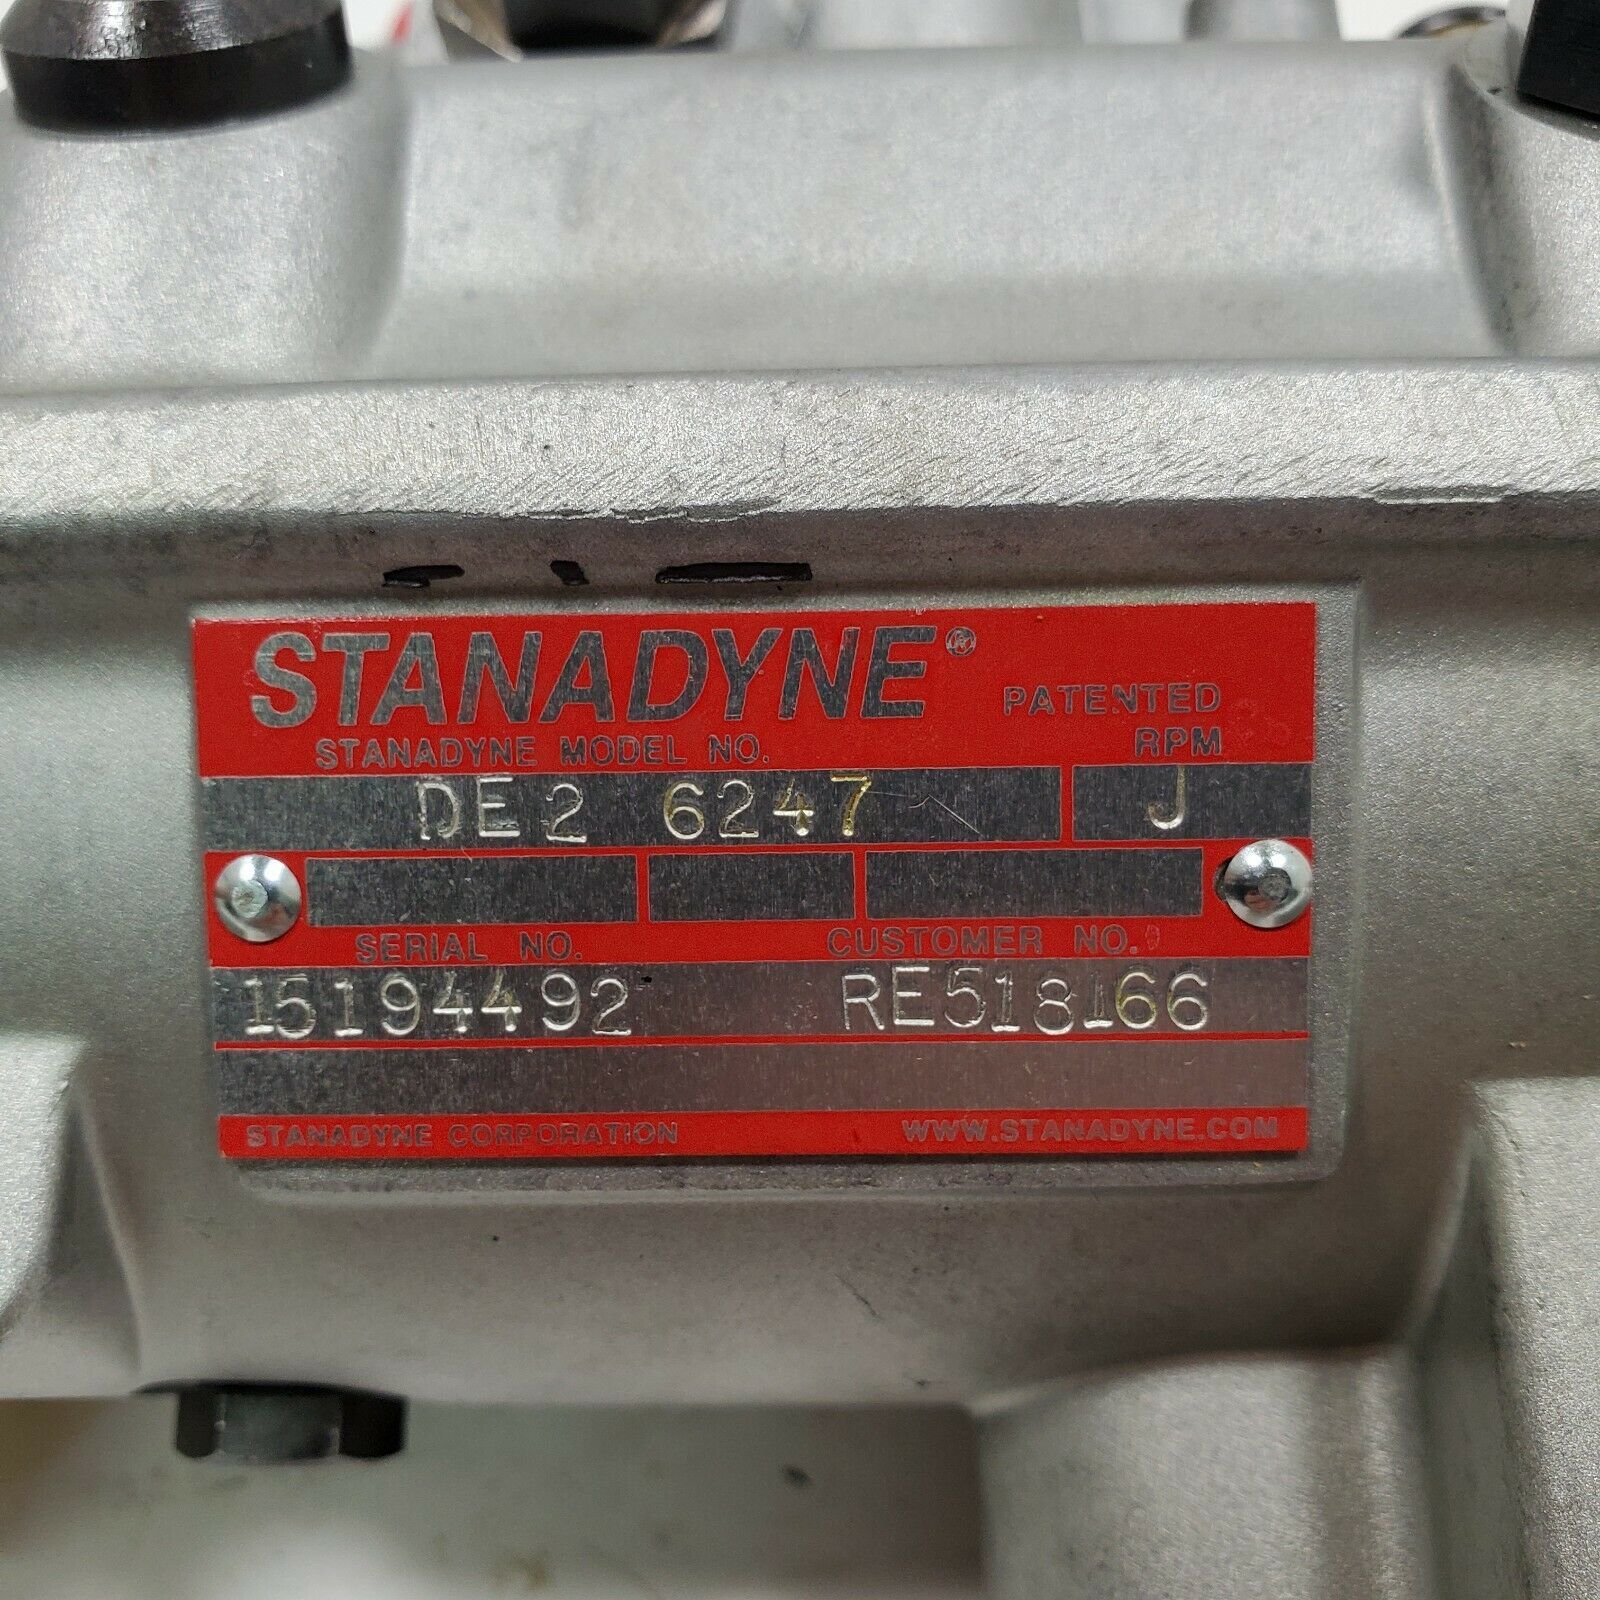 STANADYNE®
PATENTED
STANADYNE MODEL NO. RPM
DE2 6247 J
SERIAL NO. CUSTOMER NO.
15194492 RE518166
STANADYNE CORPORATION WWW.STANADYNE.COM